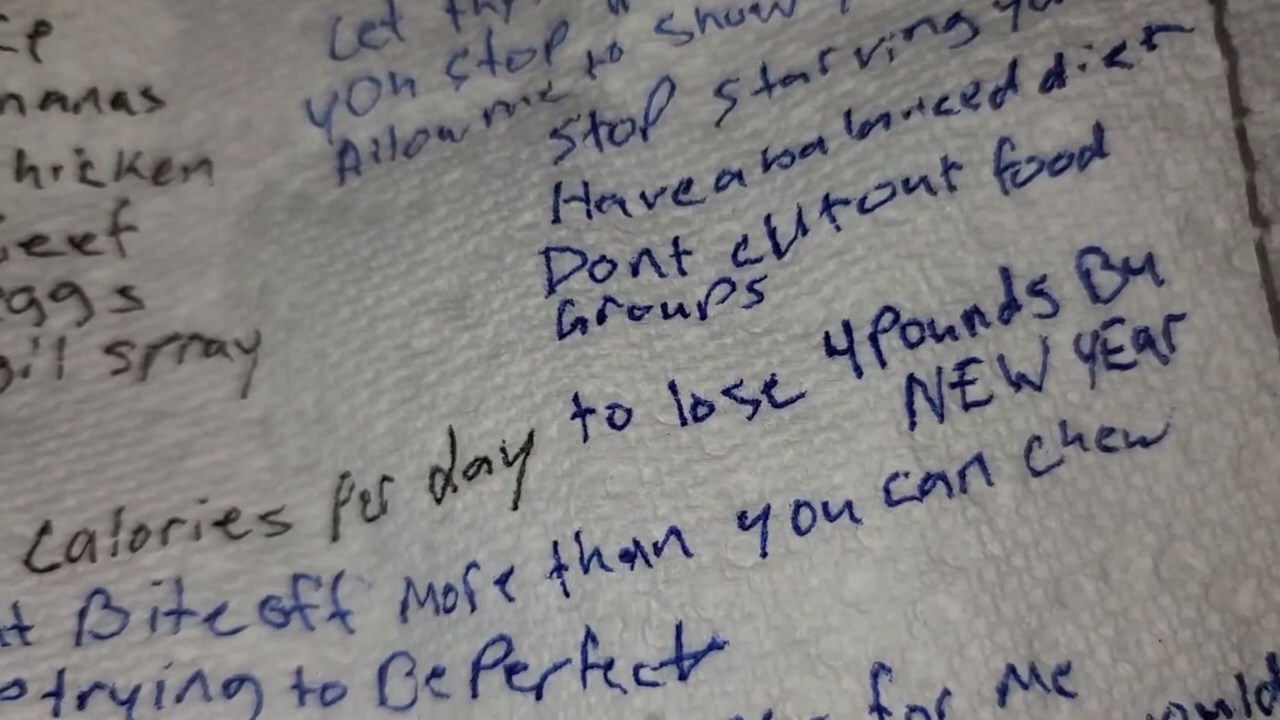 nanas
hicken
eef
eggs
oil spray
Let
you stop
Allow me to show
stop starving
Have a balanced diet
Dont cut out food
Groups
calories per day to lose 4 Pounds By
NEW YEar
Bite off More than you can chew
trying to Be Perfect
for Me